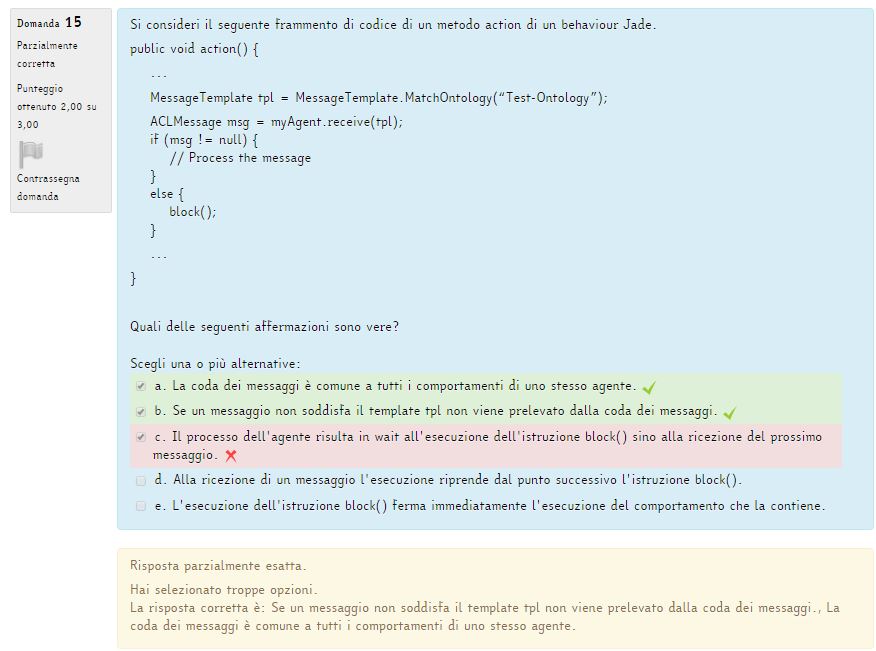 Domanda 15
Parzialmente
corretta
Punteggio
ottenuto 2,00 su
3,00
Contrassegna
domanda
Si consideri il seguente frammento di codice di un metodo action di un behaviour Jade.
public void action() {
...
MessageTemplate tpl = MessageTemplate.MatchOntology(“Test-Ontology”);
ACLMessage msg = myAgent.receive(tpl);
if (msg != null) {
// Process the message
}
else {
block();
}
...
}
Quali delle seguenti affermazioni sono vere?
Scegli una o più alternative:
a. La coda dei messaggi è comune a tutti i comportamenti di uno stesso agente.
b. Se un messaggio non soddisfa il template tpl non viene prelevato dalla coda dei messaggi.
c. Il processo dell'agente risulta in wait all'esecuzione dell'istruzione block() sino alla ricezione del prossimo
messaggio.
d. Alla ricezione di un messaggio l'esecuzione riprende dal punto successivo l'istruzione block().
e. L'esecuzione dell'istruzione block() ferma immediatamente l'esecuzione del comportamento che la contiene.
Risposta parzialmente esatta.
Hai selezionato troppe opzioni.
La risposta corretta è: Se un messaggio non soddisfa il template tpl non viene prelevato dalla coda dei messaggi., La
coda dei messaggi è comune a tutti i comportamenti di uno stesso agente.